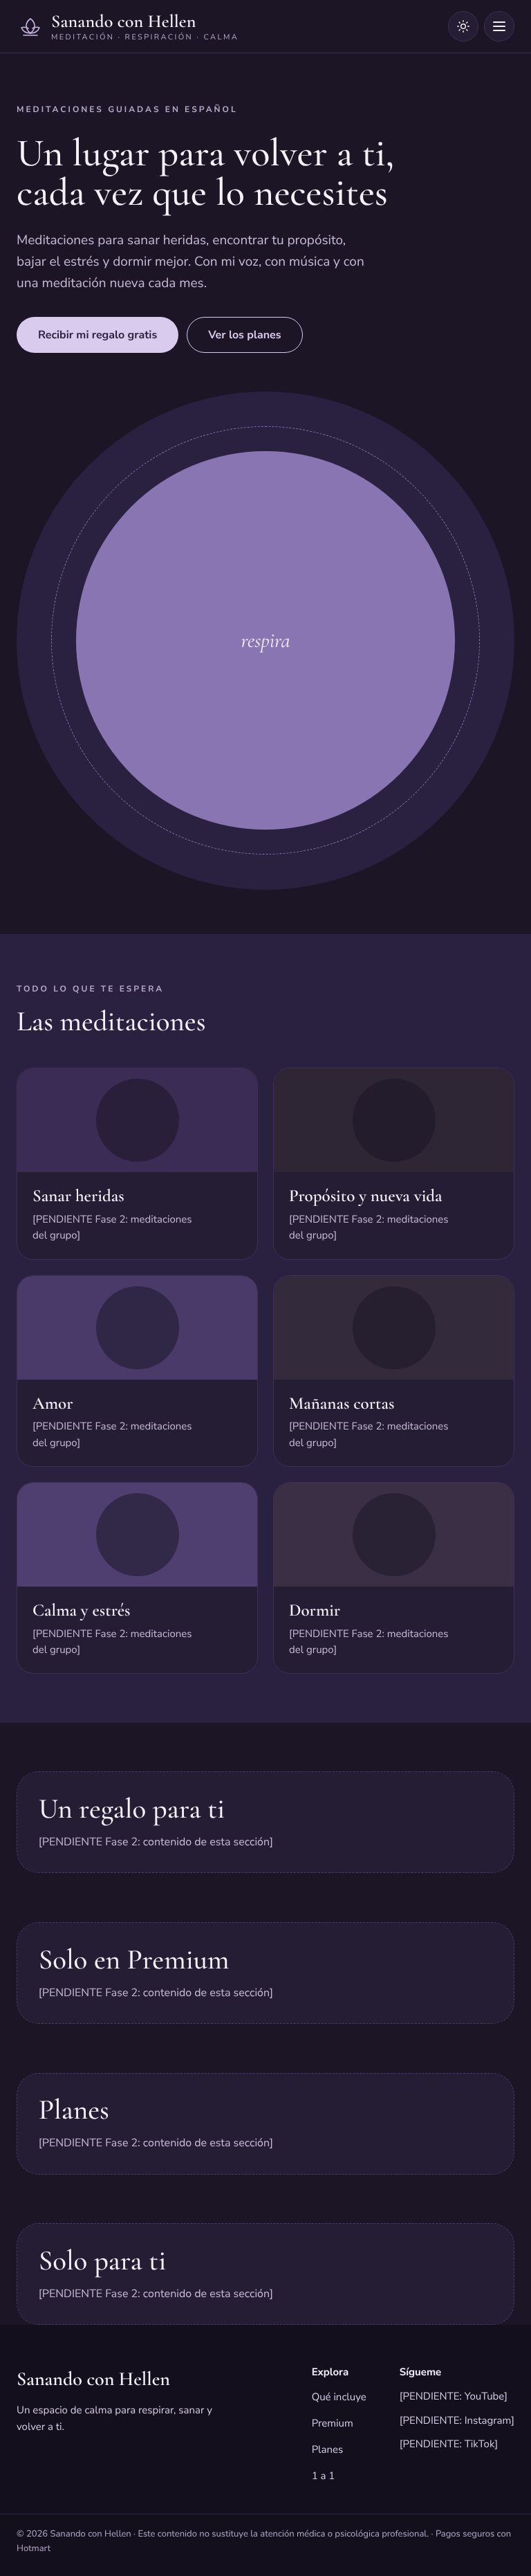 Sanando con Hellen
MEDITACIÓN · RESPIRACIÓN · CALMA
MEDITACIONES GUIADAS EN ESPAÑOL
Un lugar para volver a ti,
cada vez que lo necesites
Meditaciones para sanar heridas, encontrar tu propósito,
bajar el estrés y dormir mejor. Con mi voz, con música y con
una meditación nueva cada mes.
Recibir mi regalo gratis
Ver los planes
respira
TODO LO QUE TE ESPERA
Las meditaciones
Sanar heridas
[PENDIENTE Fase 2: meditaciones
del grupo]
Propósito y nueva vida
[PENDIENTE Fase 2: meditaciones
del grupo]
Amor
[PENDIENTE Fase 2: meditaciones
del grupo]
Mañanas cortas
[PENDIENTE Fase 2: meditaciones
del grupo]
Calma y estrés
[PENDIENTE Fase 2: meditaciones
del grupo]
Dormir
[PENDIENTE Fase 2: meditaciones
del grupo]
Un regalo para ti
[PENDIENTE Fase 2: contenido de esta sección]
Solo en Premium
[PENDIENTE Fase 2: contenido de esta sección]
Planes
[PENDIENTE Fase 2: contenido de esta sección]
Solo para ti
[PENDIENTE Fase 2: contenido de esta sección]
Sanando con Hellen
Un espacio de calma para respirar, sanar y
volver a ti.
Explora
Qué incluye
Premium
Planes
1 a 1
Sígueme
[PENDIENTE: YouTube]
[PENDIENTE: Instagram]
[PENDIENTE: TikTok]
© 2026 Sanando con Hellen · Este contenido no sustituye la atención médica o psicológica profesional. · Pagos seguros con
Hotmart